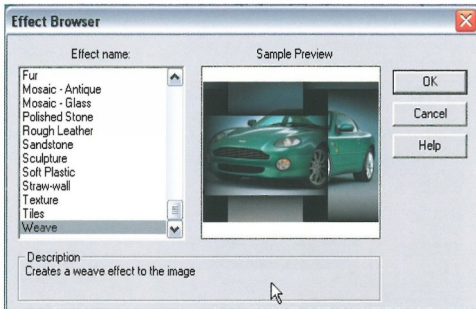 Effect Browser
Effect name:
Sample Preview
Fur
Mosaic - Antique
Mosaic - Glass
Polished Stone
Rough Leather
Sandstone
Sculpture
Soft Plastic
Straw-wall
Texture
Tiles
Weave
OK
Cancel
Help
Description
Creates a weave effect to the image